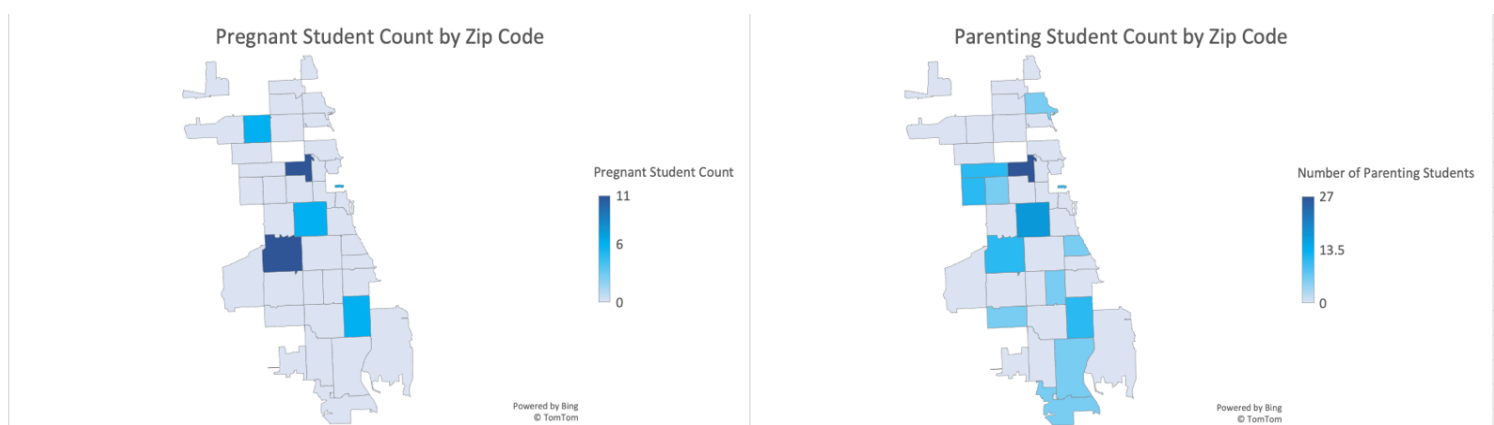 Pregnant Student Count by Zip Code
Pregnant Student Count
11
6
0
Powered by Bing
© TomTom
Parenting Student Count by Zip Code
Number of Parenting Students
27
13.5
0
Powered by Bing
© TomTom